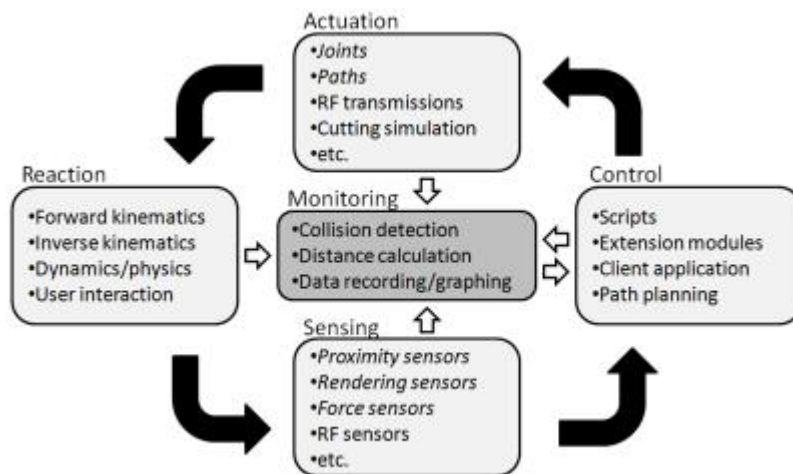 Actuation
•Joints
•Paths
•RF transmissions
•Cutting simulation
•etc.
Reaction
•Forward kinematics
•Inverse kinematics
•Dynamics/physics
•User interaction
Monitoring
•Collision detection
•Distance calculation
•Data recording/graphing
Control
•Scripts
•Extension modules
•Client application
•Path planning
Sensing
•Proximity sensors
•Rendering sensors
•Force sensors
•RF sensors
•etc.